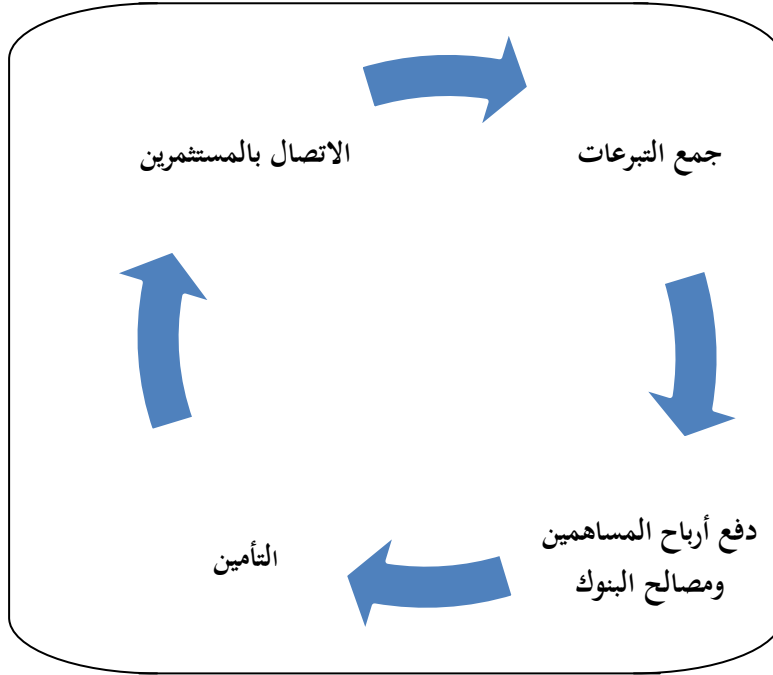 جمع التبرعات
الاتصال بالمستثمرين
دفع أرباح المساهمين
ومصالح البنوك
التأمين